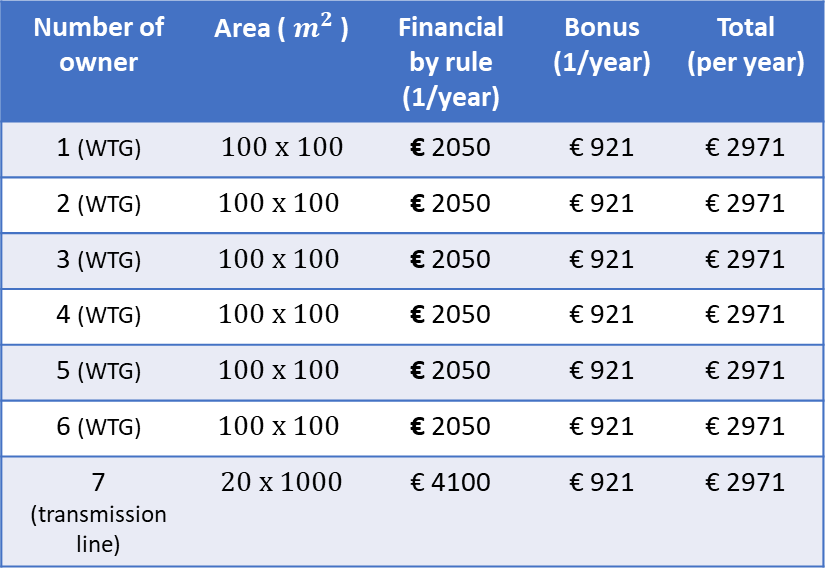 Number of owner Area ( m² ) Financial by rule (1/year) Bonus (1/year) Total (per year)
1 (WTG) 100 x 100 € 2050 € 921 € 2971
2 (WTG) 100 x 100 € 2050 € 921 € 2971
3 (WTG) 100 x 100 € 2050 € 921 € 2971
4 (WTG) 100 x 100 € 2050 € 921 € 2971
5 (WTG) 100 x 100 € 2050 € 921 € 2971
6 (WTG) 100 x 100 € 2050 € 921 € 2971
7 (transmission line) 20 x 1000 € 4100 € 921 € 2971